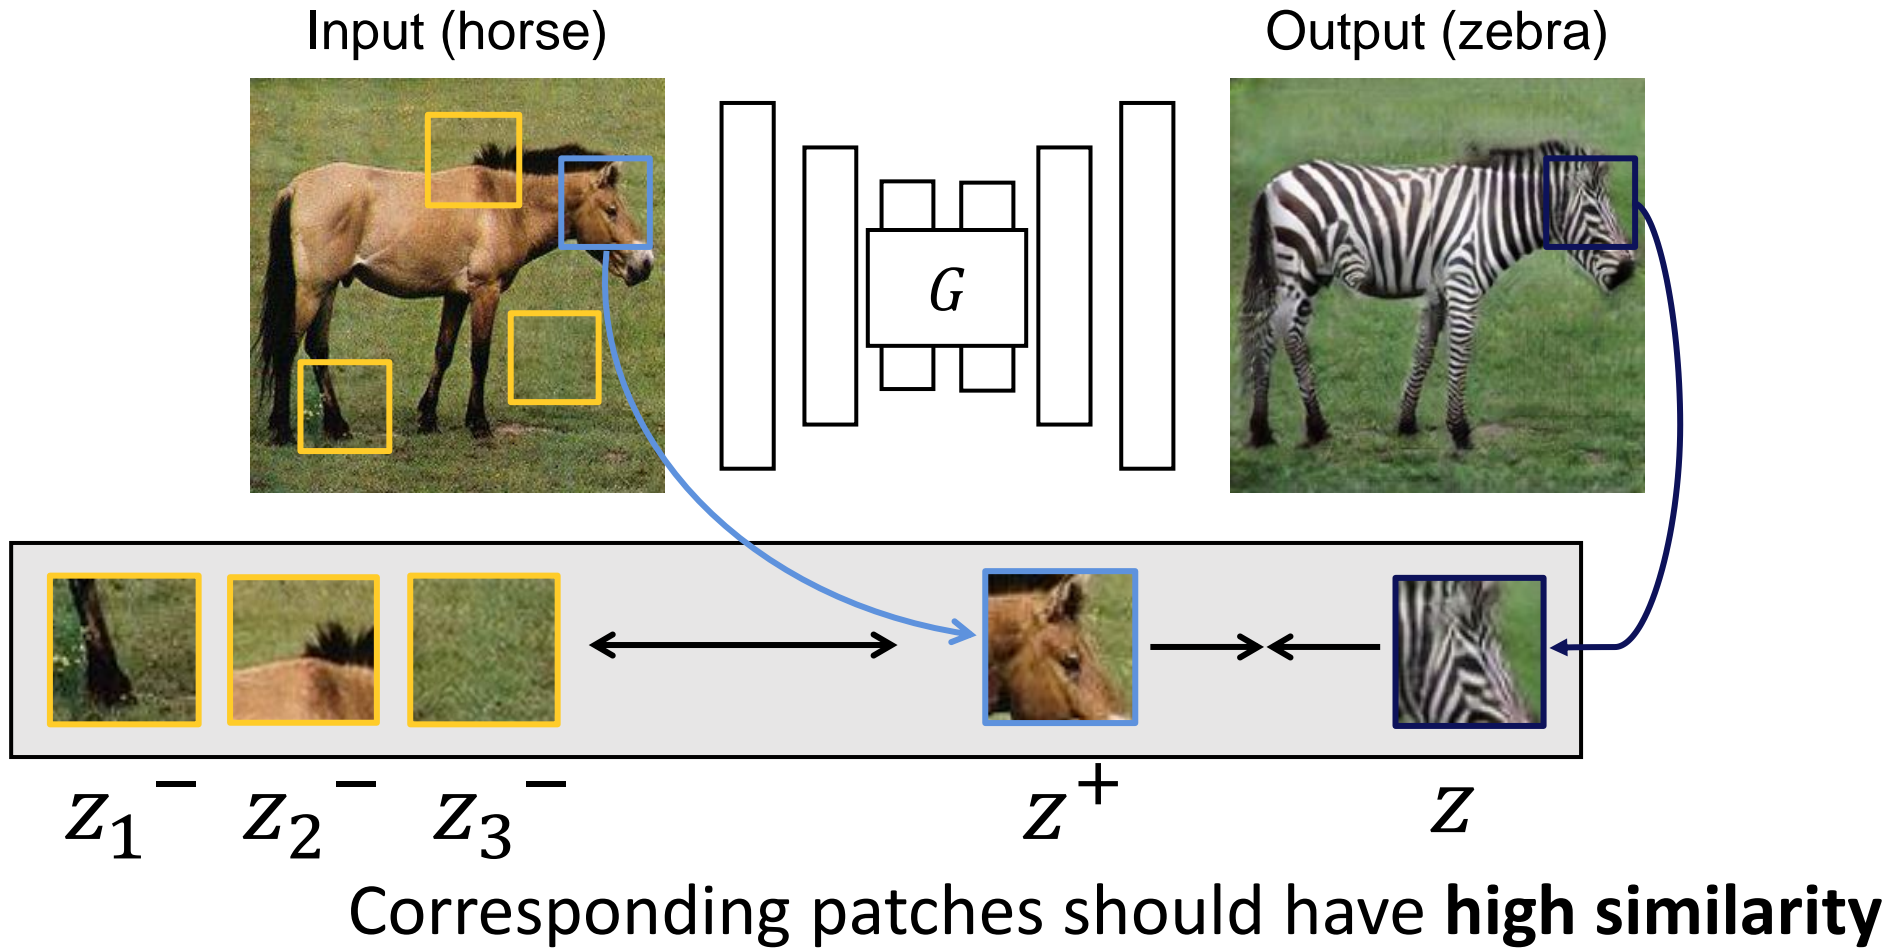 Input (horse)
Output (zebra)
G
z₁⁻ z₂⁻ z₃⁻ z⁺ z
Corresponding patches should have high similarity